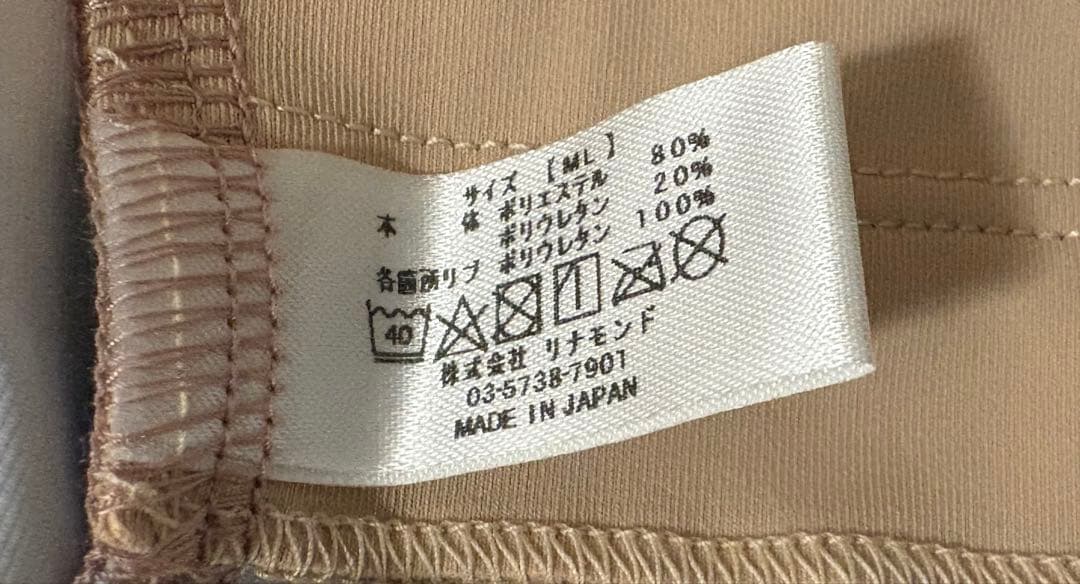 サイズ 【ML】
本 体 ポリエステル 80%
ポリウレタン 20%
各箇所リブ ポリウレタン 100%
40
株式会社 リナモンド
03-5738-7901
MADE IN JAPAN